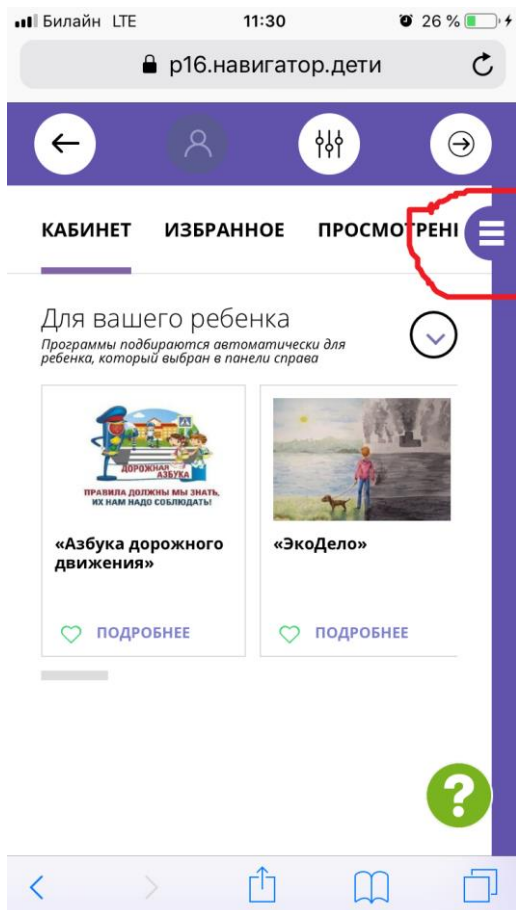 Билайн LTE 11:30 26 %
р16.навигатор.дети
КАБИНЕТ ИЗБРАННОЕ ПРОСМОТРЕНІ
Для вашего ребенка
Программы подбираются автоматически для
ребенка, который выбран в панели справа
ДОРОЖНАЯ
АЗБУКА
ПРАВИЛА ДОЛЖНЫ МЫ ЗНАТЬ,
ИХ НАМ НАДО СОБЛЮДАТЬ!
«Азбука дорожного
движения»
ПОДРОБНЕЕ
«ЭкоДело»
ПОДРОБНЕЕ
?